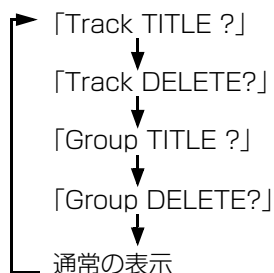 「Track TITLE ?」
「Track DELETE?」
「Group TITLE ?」
「Group DELETE?」
通常の表示